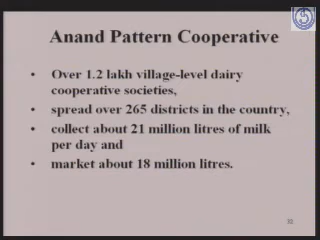 Anand Pattern Cooperative
• Over 1.2 lakh village-level dairy
cooperative societies,
• spread over 265 districts in the country,
• collect about 21 million litres of milk
per day and
• market about 18 million litres.